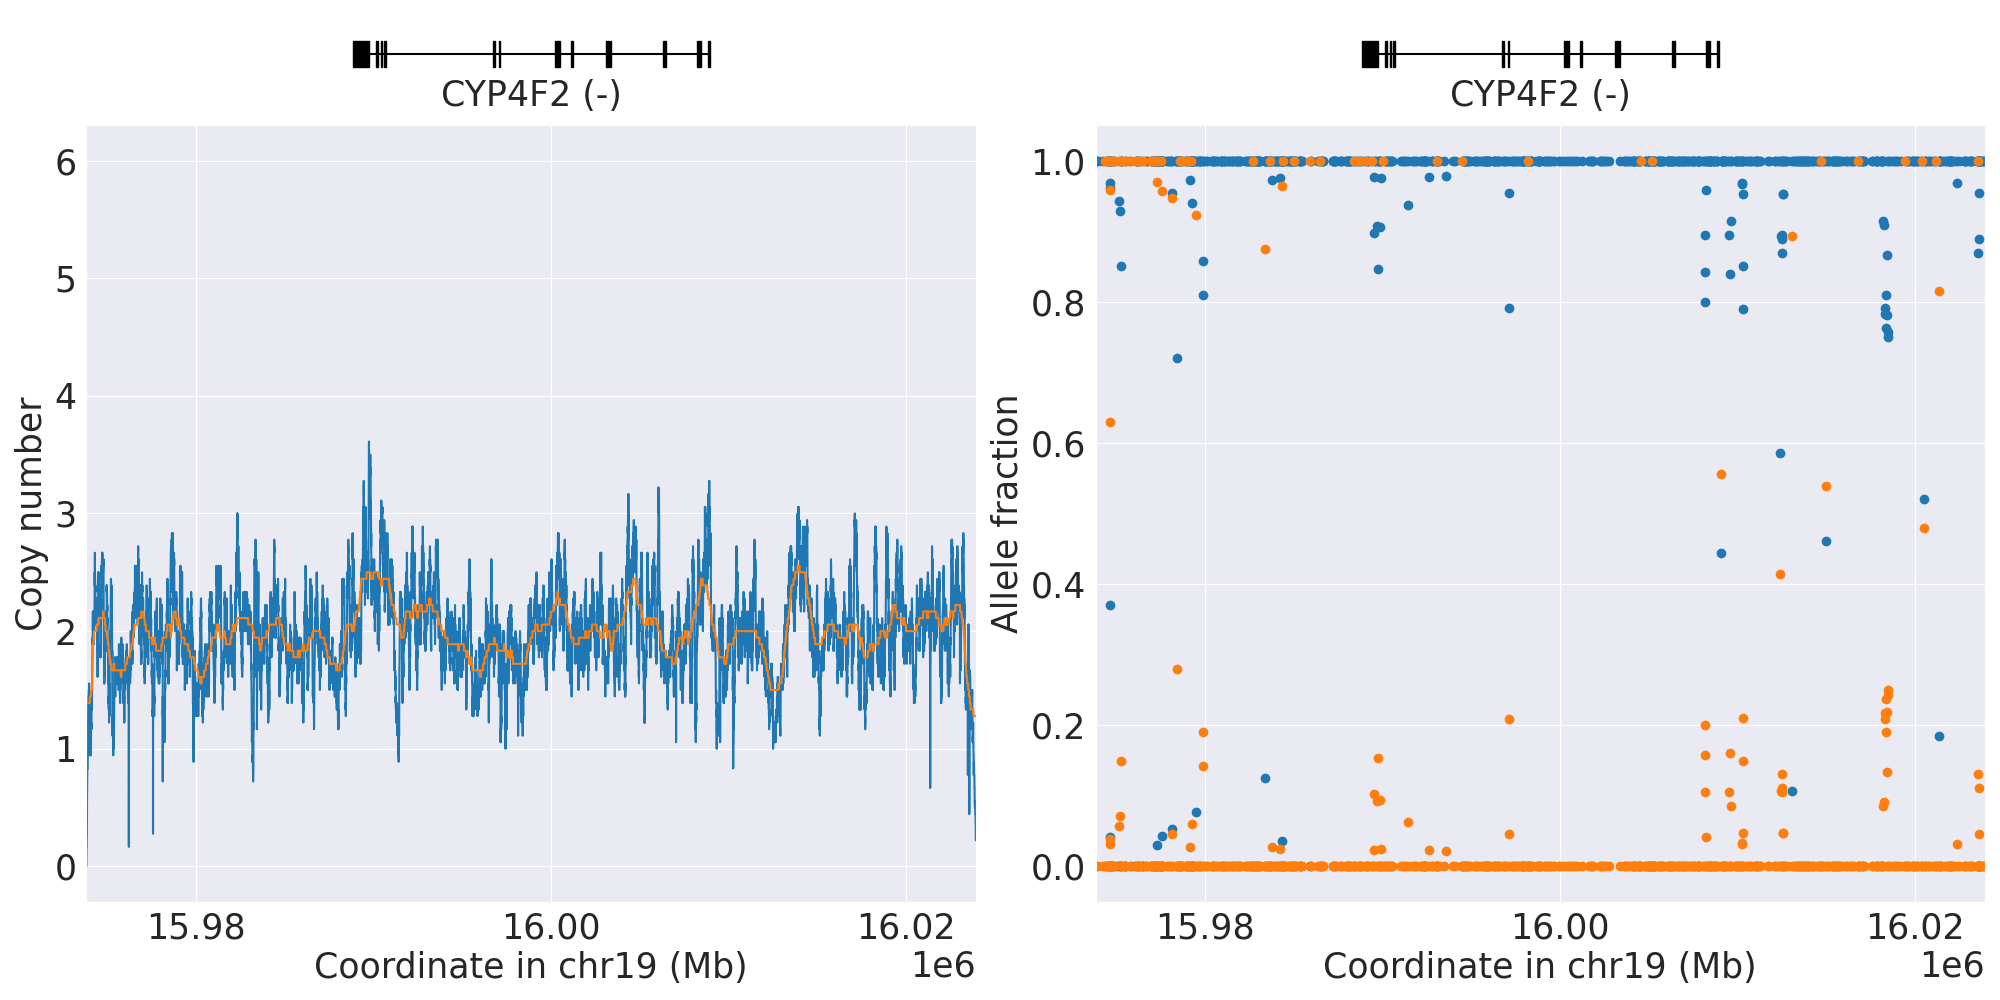 CYP4F2 (-)
6
5
4
3
2
1
0
Copy number
15.98
16.00
16.02
Coordinate in chr19 (Mb)
1e6
CYP4F2 (-)
1.0
0.8
0.6
0.4
0.2
0.0
Allele fraction
15.98
16.00
16.02
Coordinate in chr19 (Mb)
1e6